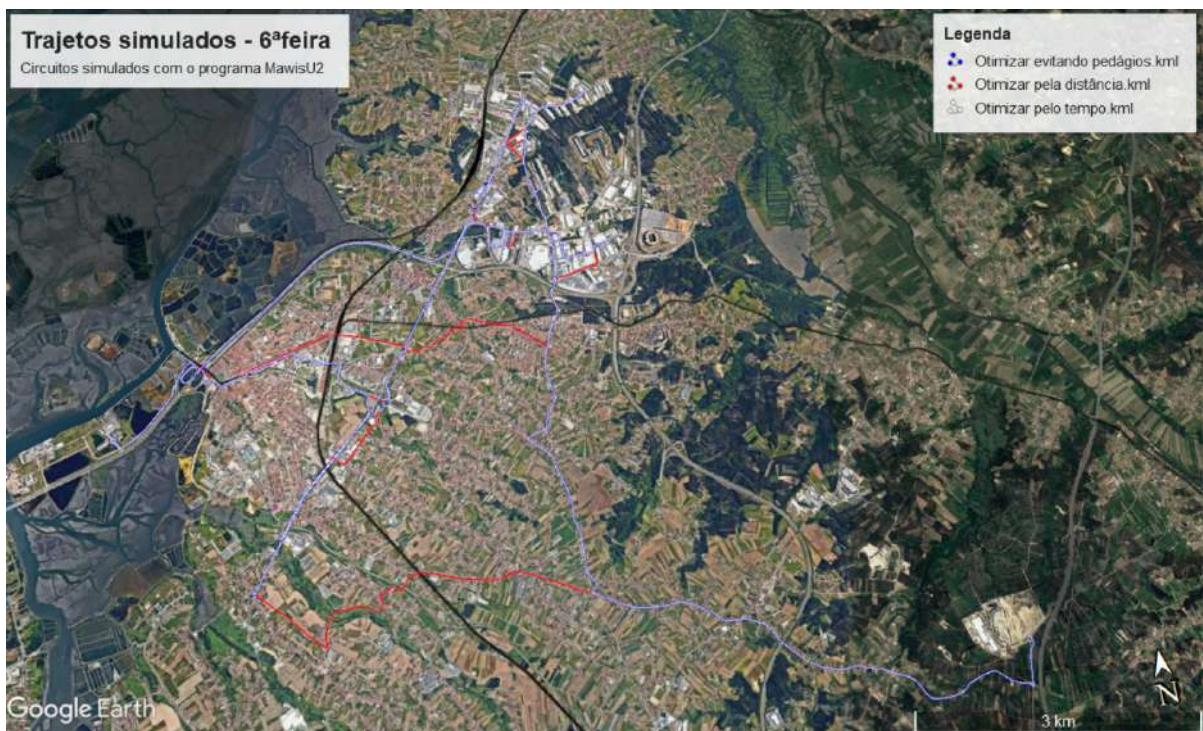 Trajetos simulados - 6ªfeira
Circuitos simulados com o programa MawisU2
Legenda
Otimizar evitando pedágios.kml
Otimizar pela distância.kml
Otimizar pelo tempo.kml
Google Earth
N
3 km